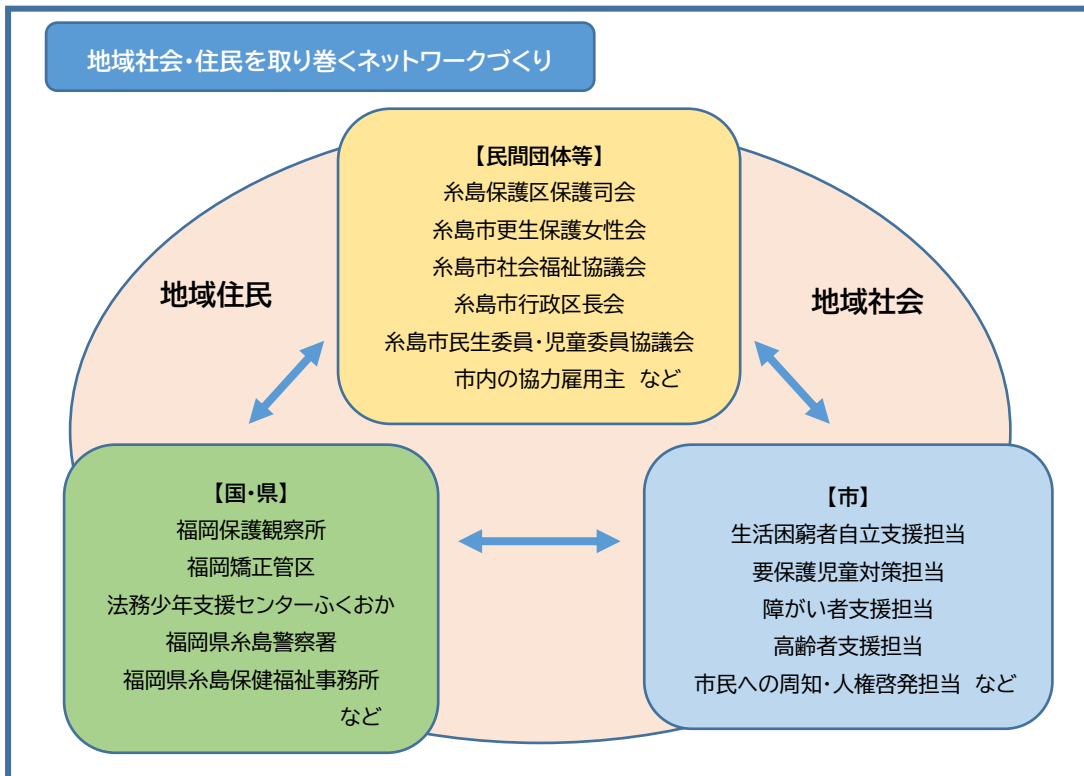 地域社会・住民を取り巻くネットワークづくり
【民間団体等】
糸島保護区保護司会
糸島市更生保護女性会
糸島市社会福祉協議会
糸島市行政区長会
糸島市民生委員・児童委員協議会
市内の協力雇用主 など
地域住民
地域社会
【国・県】
福岡保護観察所
福岡矯正管区
法務少年支援センターふくおか
福岡県糸島警察署
福岡県糸島保健福祉事務所
など
【市】
生活困窮者自立支援担当
要保護児童対策担当
障がい者支援担当
高齢者支援担当
市民への周知・人権啓発担当 など